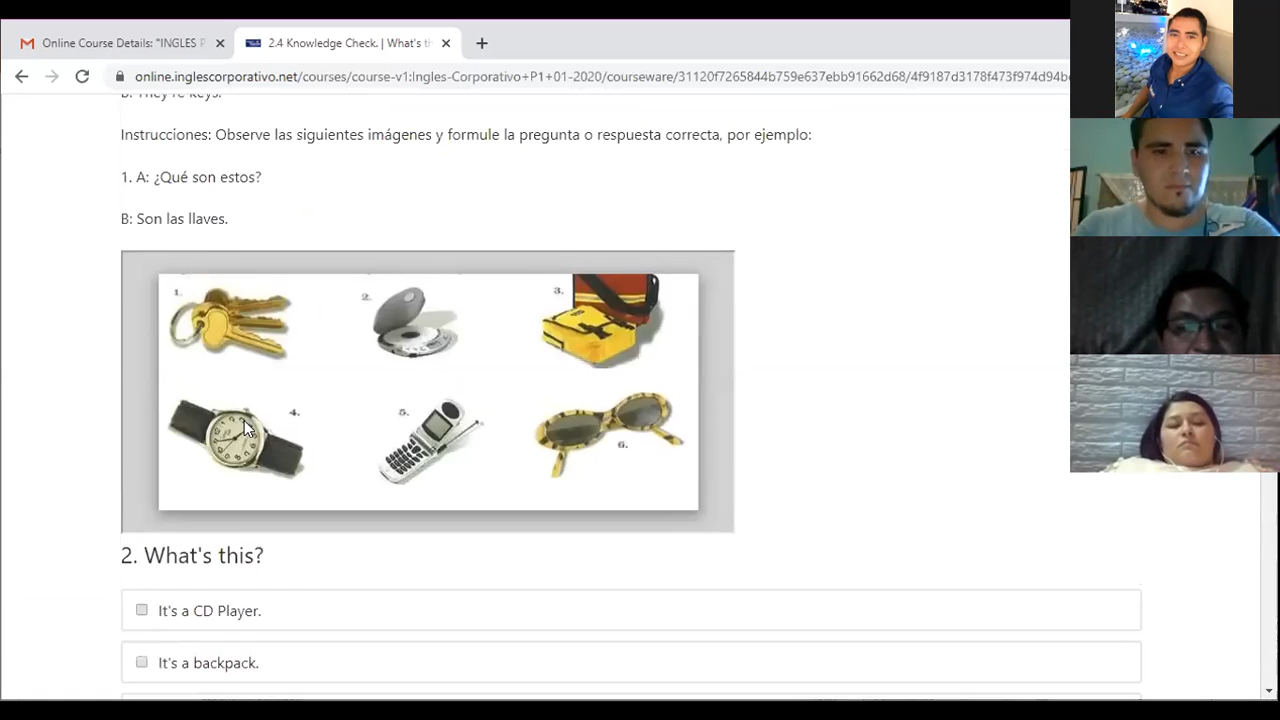 Online Course Details: "INGLES P
2.4 Knowledge Check. | What's th
online.inglescorporativo.net/courses/course-v1:Ingles-Corporativo+P1+01-2020/courseware/31120f7265844b759e637ebb91662d68/4f9187d3178f473f974d94b
B: They're keys.
Instrucciones: Observe las siguientes imágenes y formule la pregunta o respuesta correcta, por ejemplo:
1. A: ¿Qué son estos?
B: Son las llaves.
1.
2.
3.
4.
5.
6.
2. What's this?
It's a CD Player.
It's a backpack.